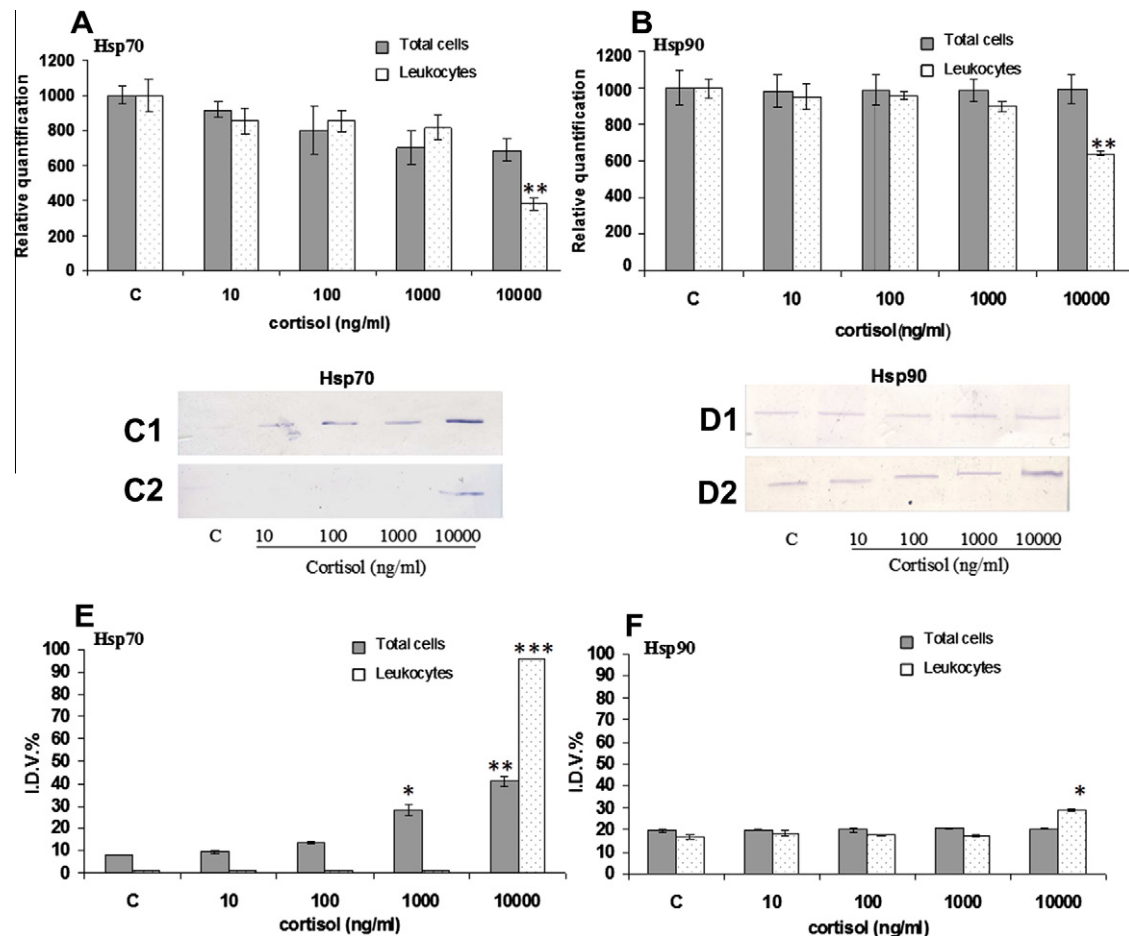 A
Hsp70
Total cells
Leukocytes
Relative quantification
1200
1000
800
600
400
200
0
**
C 10 100 1000 10000
cortisol (ng/ml)
B
Hsp90
Total cells
Leukocytes
Relative quantification
1200
1000
800
600
400
200
0
**
C 10 100 1000 10000
cortisol(ng/ml)
Hsp70
C1
C2
C 10 100 1000 10000
Cortisol (ng/ml)
Hsp90
D1
D2
C 10 100 1000 10000
Cortisol (ng/ml)
E
Hsp70
Total cells
Leukocytes
I.D.V.%
100
90
80
70
60
50
40
30
20
10
0
*
**
***
C 10 100 1000 10000
cortisol (ng/ml)
F
Hsp90
Total cells
Leukocytes
I.D.V.%
100
90
80
70
60
50
40
30
20
10
0
*
C 10 100 1000 10000
cortisol (ng/ml)